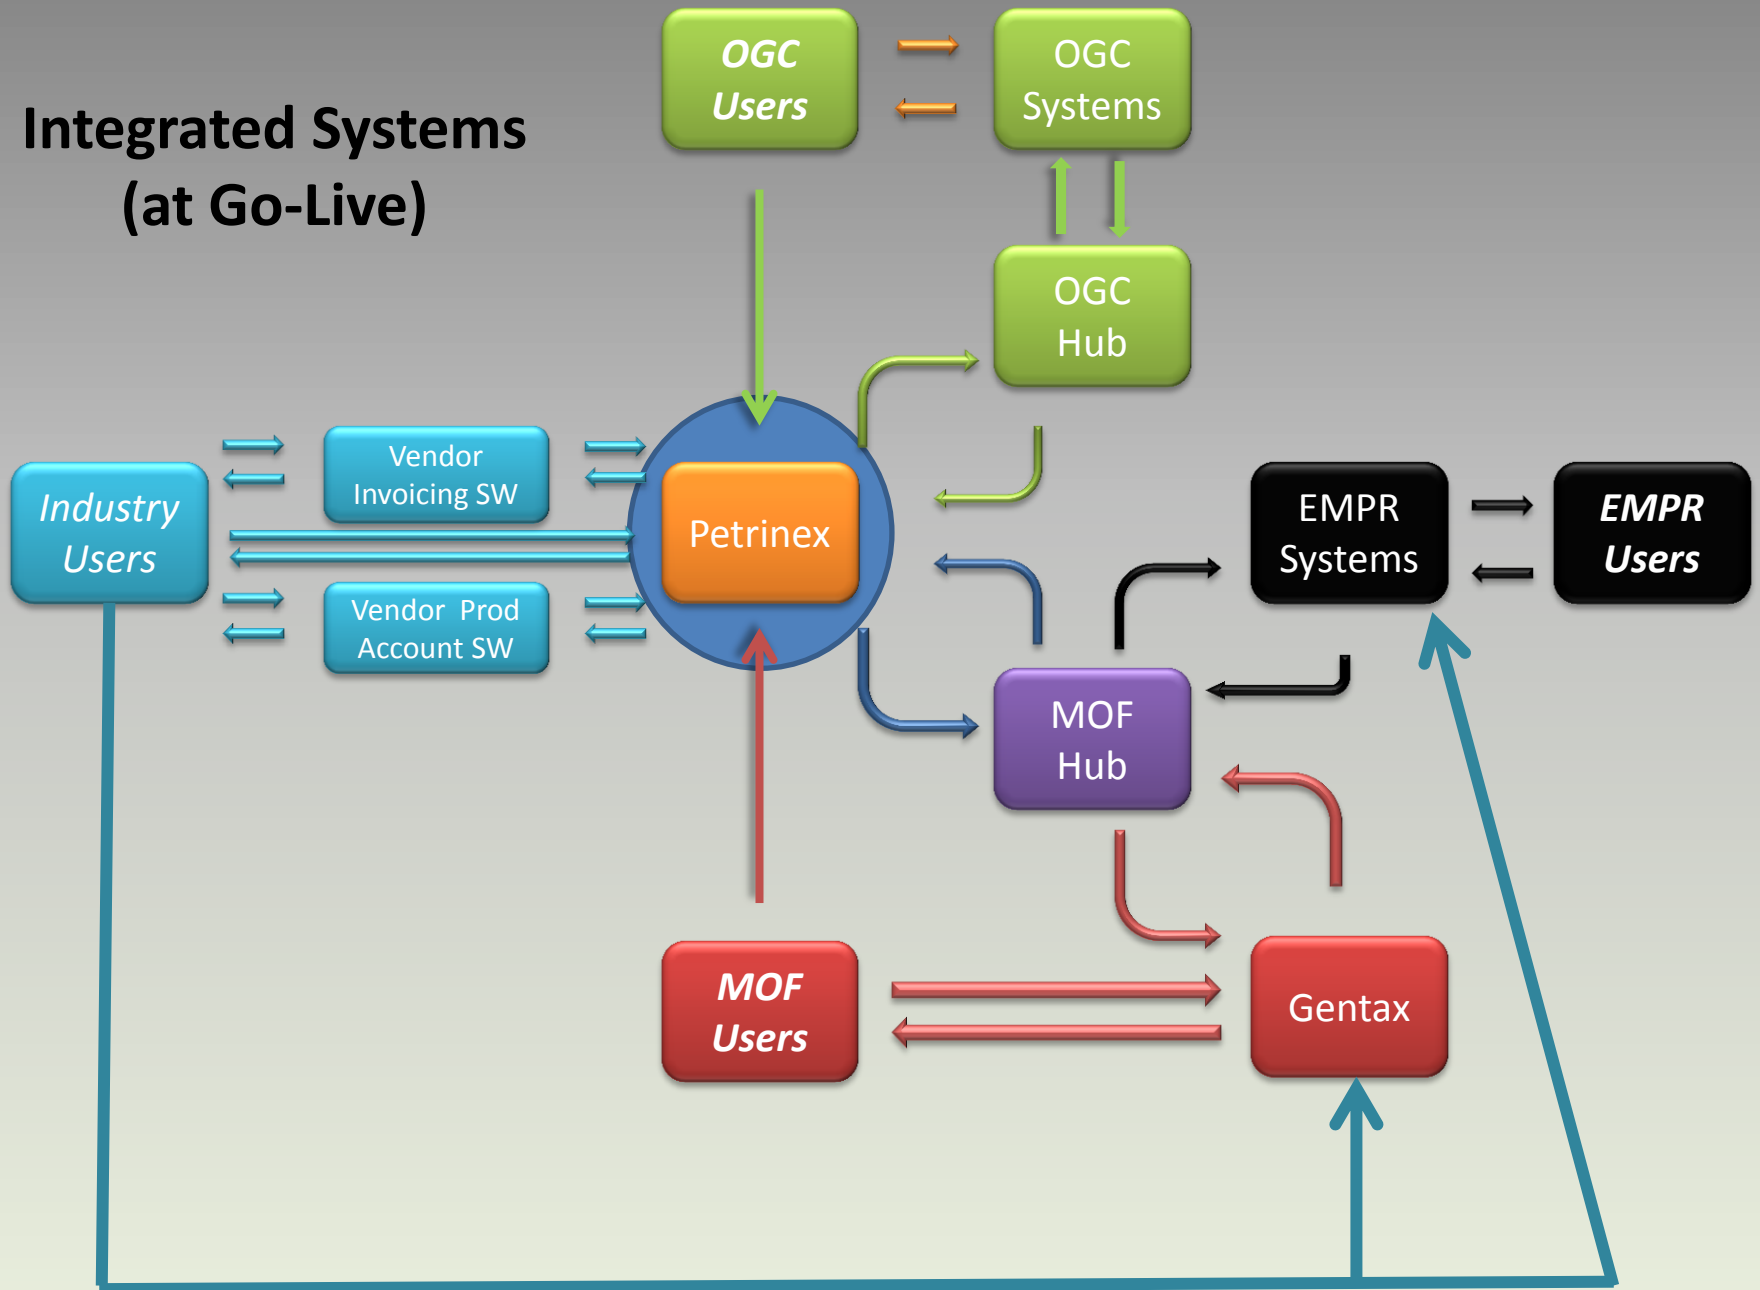 Integrated Systems
(at Go-Live)
OGC
Users
OGC
Systems
OGC
Hub
Industry
Users
Vendor
Invoicing SW
Vendor Prod
Account SW
Petrinex
EMPR
Systems
EMPR
Users
MOF
Hub
MOF
Users
Gentax